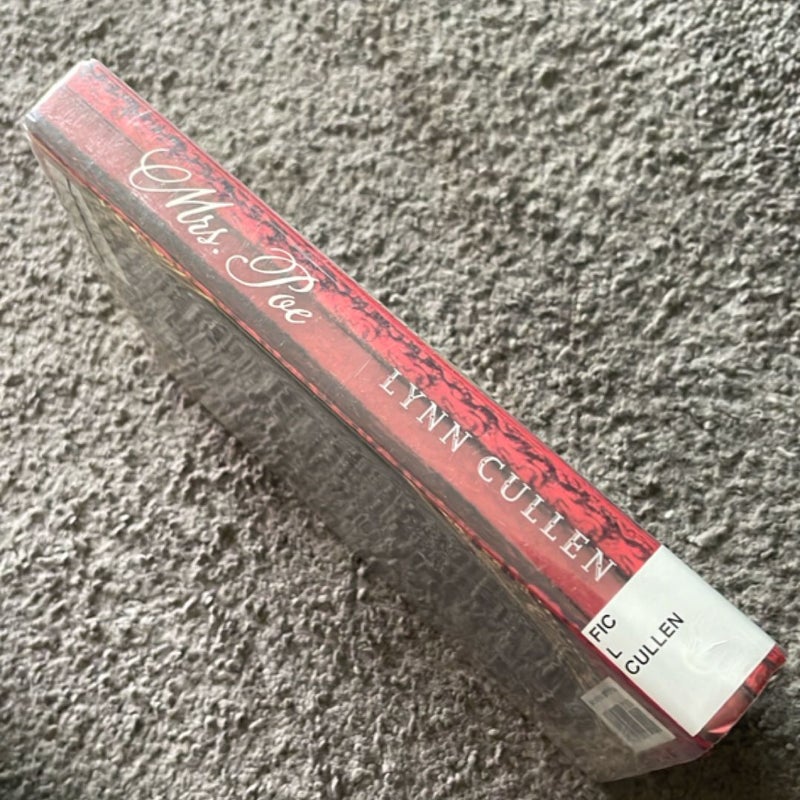 Mrs. Poe
LYNN CULLEN
FIC
L
CULLEN